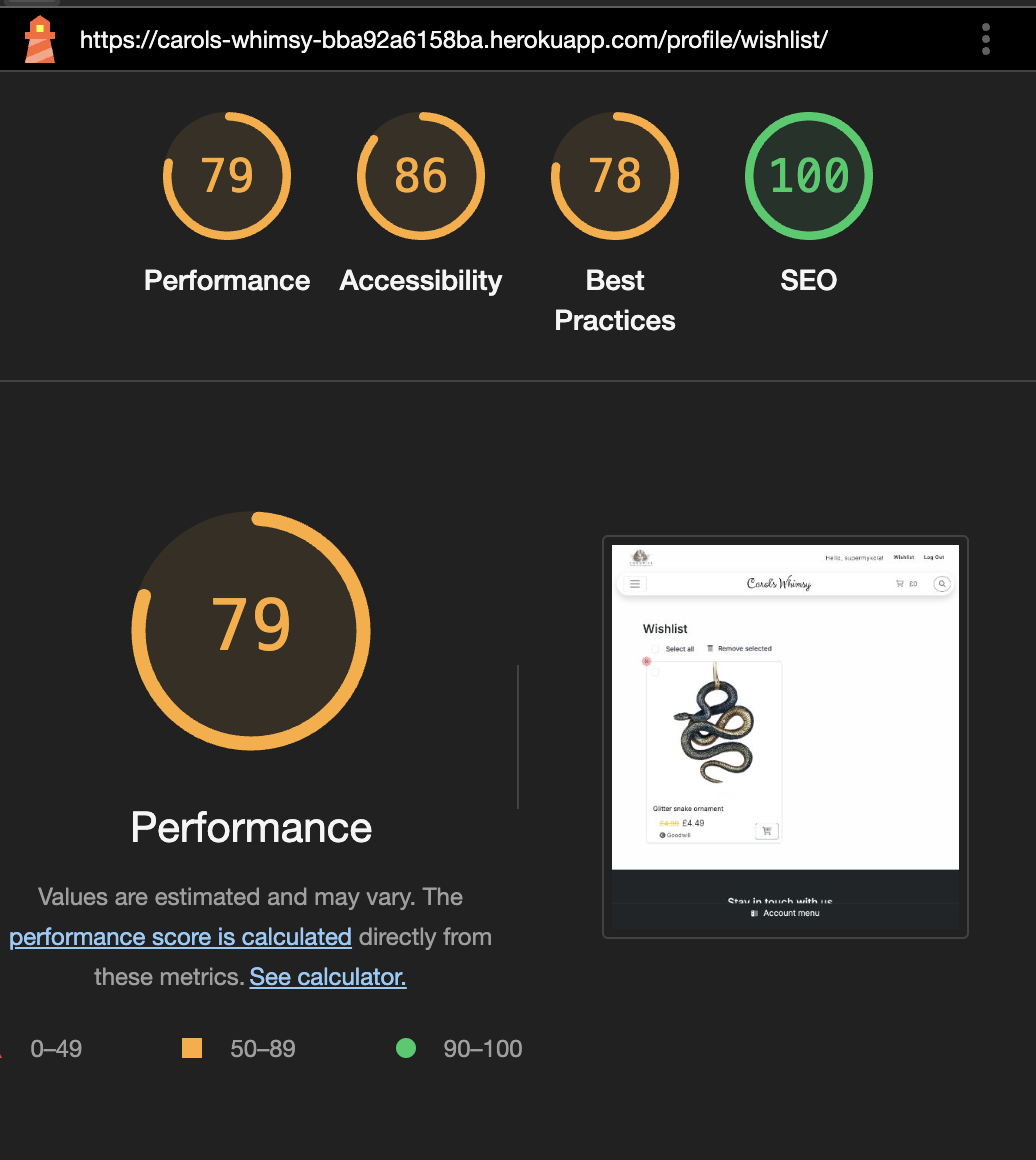 https://carols-whimsy-bba92a6158ba.herokuapp.com/profile/wishlist/
79
86
78
100
Performance
Accessibility
Best
Practices
SEO
79
Performance
Values are estimated and may vary. The
performance score is calculated directly from
these metrics. See calculator.
0–49
50–89
90–100
Hello, supermykola!
Wishlist
Log Out
Carol's Whimsy
£0
Wishlist
Select all
Remove selected
Glitter snake ornament
£4.99 £4.49
Goodwill
Stay in touch with us
Account menu